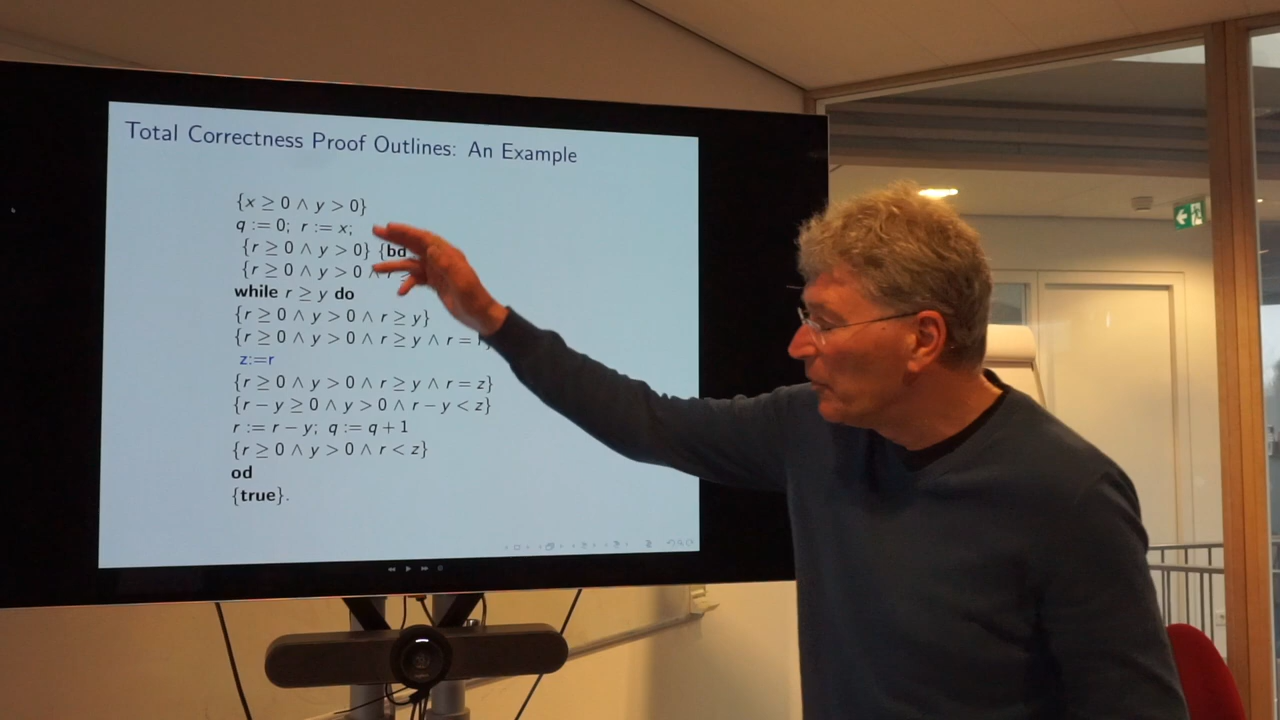 Total Correctness Proof Outlines: An Example
{x ≥ 0 ∧ y > 0}
q := 0; r := x;
{r ≥ 0 ∧ y > 0} {bd
{r ≥ 0 ∧ y > 0 ∧ r ≥
while r ≥ y do
{r ≥ 0 ∧ y > 0 ∧ r ≥ y}
{r ≥ 0 ∧ y > 0 ∧ r ≥ y ∧ r =
z:=r
{r ≥ 0 ∧ y > 0 ∧ r ≥ y ∧ r = z}
{r − y ≥ 0 ∧ y > 0 ∧ r − y < z}
r := r − y; q := q + 1
{r ≥ 0 ∧ y > 0 ∧ r < z}
od
{true}.